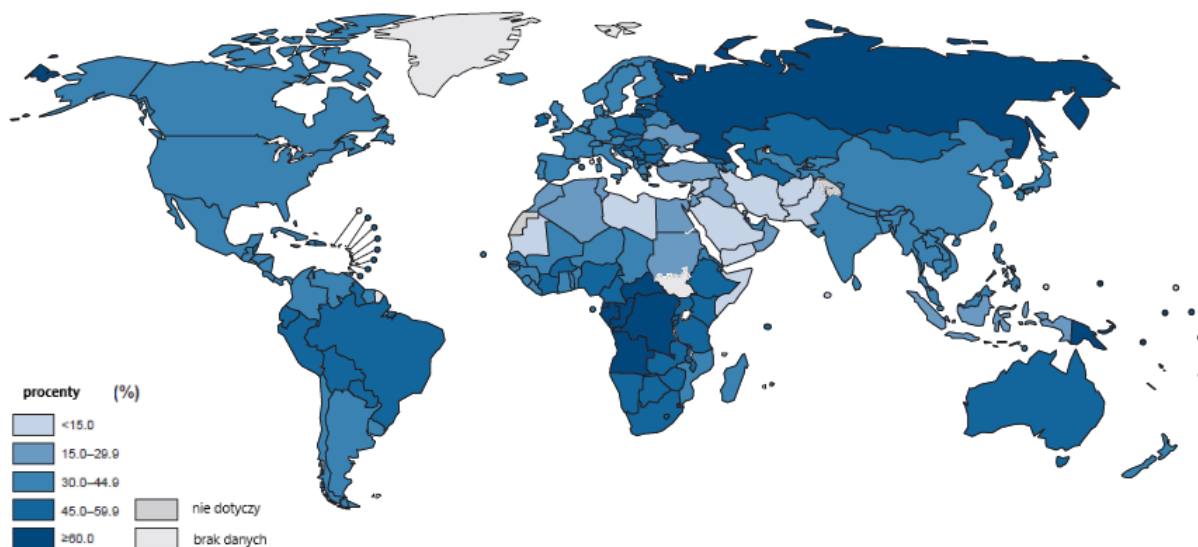 procenty (%)
<15.0
15.0–29.9
30.0–44.9
45.0–59.9
≥60.0
nie dotyczy
brak danych